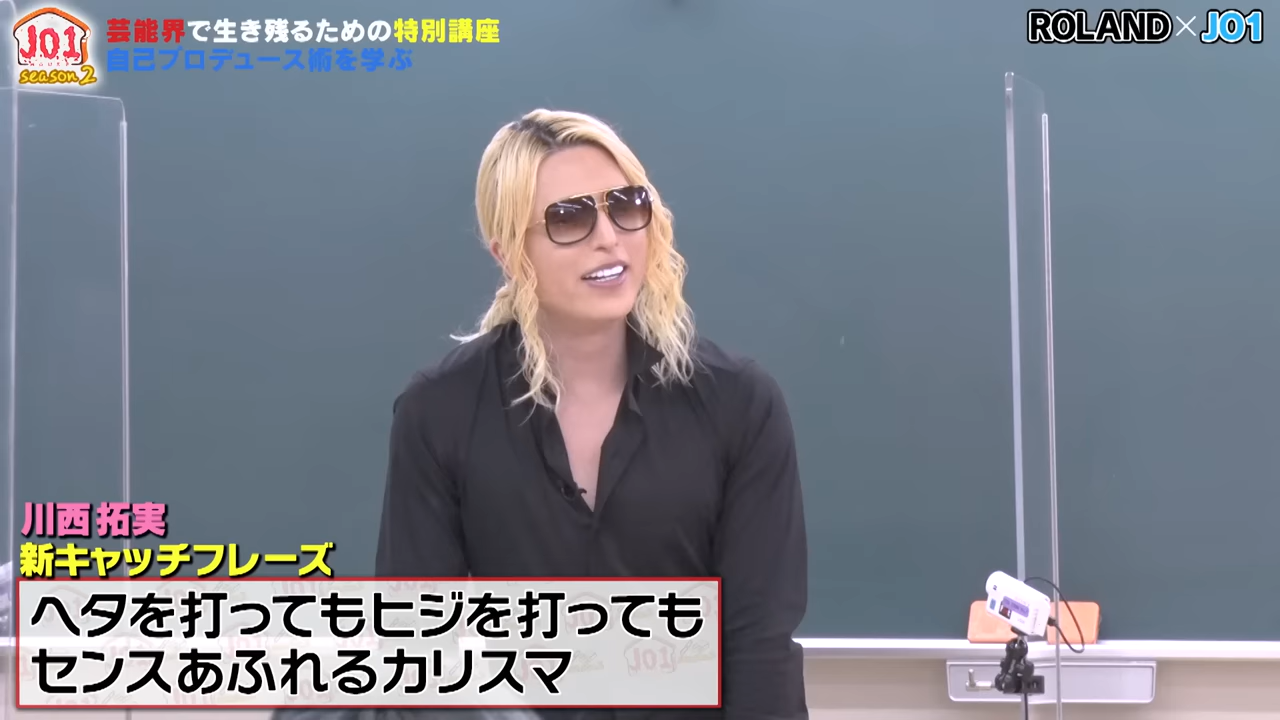 JO1
season2
芸能界で生き残るための特別講座
自己プロデュース術を学ぶ
ROLAND×JO1
川西 拓実
新キャッチフレーズ
ヘタを打ってもヒジを打っても
センスあふれるカリスマ